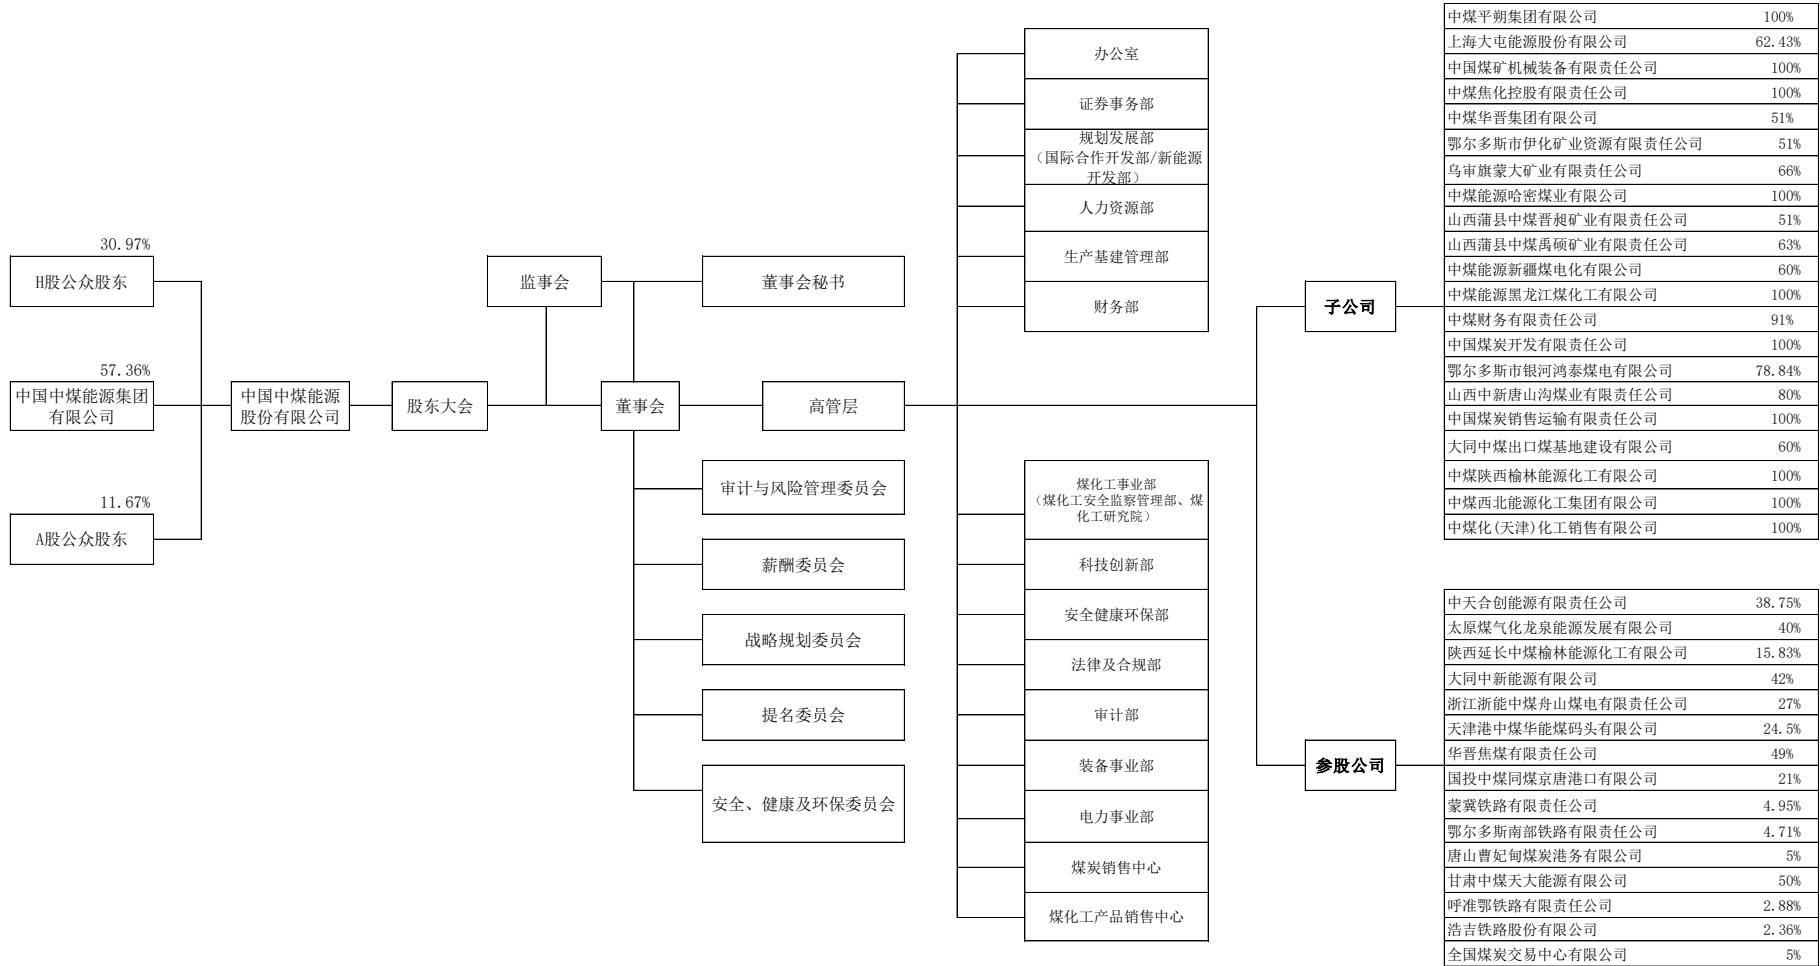 30.97%
H股公众股东
57.36%
中国中煤能源集团
有限公司
11.67%
A股公众股东
中国中煤能源
股份有限公司
股东大会
监事会
董事会
董事会秘书
高管层
审计与风险管理委员会
薪酬委员会
战略规划委员会
提名委员会
安全、健康及环保委员会
办公室
证券事务部
规划发展部
（国际合作开发部/新能源
开发部）
人力资源部
生产基建管理部
财务部
煤化工事业部
（煤化工安全监察管理部、煤
化工研究院）
科技创新部
安全健康环保部
法律及合规部
审计部
装备事业部
电力事业部
煤炭销售中心
煤化工产品销售中心
子公司
中煤平朔集团有限公司 100%
上海大屯能源股份有限公司 62.43%
中国煤矿机械装备有限责任公司 100%
中煤焦化控股有限责任公司 100%
中煤华晋集团有限公司 51%
鄂尔多斯市伊化矿业资源有限责任公司 51%
乌审旗蒙大矿业有限责任公司 66%
中煤能源哈密煤业有限公司 100%
山西蒲县中煤晋昶矿业有限责任公司 51%
山西蒲县中煤禹硕矿业有限责任公司 63%
中煤能源新疆煤电化有限公司 60%
中煤能源黑龙江煤化工有限公司 100%
中煤财务有限责任公司 91%
中国煤炭开发有限责任公司 100%
鄂尔多斯市银河鸿泰煤电有限公司 78.84%
山西中新唐山沟煤业有限责任公司 80%
中国煤炭销售运输有限责任公司 100%
大同中煤出口煤基地建设有限公司 60%
中煤陕西榆林能源化工有限公司 100%
中煤西北能源化工集团有限公司 100%
中煤化(天津)化工销售有限公司 100%
参股公司
中天合创能源有限责任公司 38.75%
太原煤气化龙泉能源发展有限公司 40%
陕西延长中煤榆林能源化工有限公司 15.83%
大同中新能源有限公司 42%
浙江浙能中煤舟山煤电有限责任公司 27%
天津港中煤华能煤码头有限公司 24.5%
华晋焦煤有限责任公司 49%
国投中煤同煤京唐港口有限公司 21%
蒙冀铁路有限责任公司 4.95%
鄂尔多斯南部铁路有限责任公司 4.71%
唐山曹妃甸煤炭港务有限公司 5%
甘肃中煤天大能源有限公司 50%
呼准鄂铁路有限责任公司 2.88%
浩吉铁路股份有限公司 2.36%
全国煤炭交易中心有限公司 5%